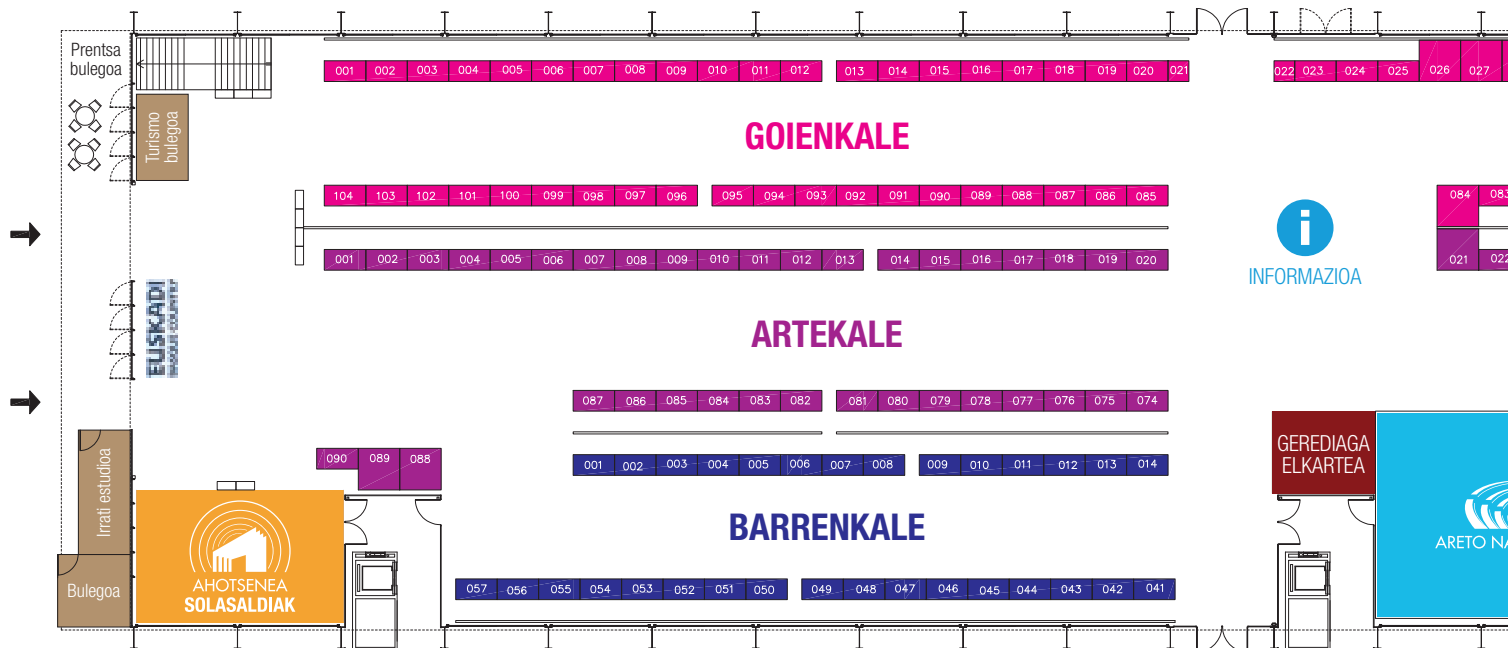 Prentsa
bulegoa
001 002 003 004 005 006 007 008 009 010 011 012 013 014 015 016 017 018 019 020 021 022 023 024 025 026 027
Turismo
bulegoa
GOIENKALE
104 103 102 101 100 099 098 097 096 095 094 093 092 091 090 089 088 087 086 085 084 083
i
INFORMAZIOA
001 002 003 004 005 006 007 008 009 010 011 012 013 014 015 016 017 018 019 020 021 022
EUSKADI
BASQUE COUNTRY
ARTEKALE
087 086 085 084 083 082 081 080 079 078 077 076 075 074
090 089 088
001 002 003 004 005 006 007 008 009 010 011 012 013 014
GEREDIAGA
ELKARTEA
Irrati estudioa
BARRENKALE
ARETO NA
AHOTSENEA
SOLASALDIAK
Bulegoa
057 056 055 054 053 052 051 050 049 048 047 046 045 044 043 042 041